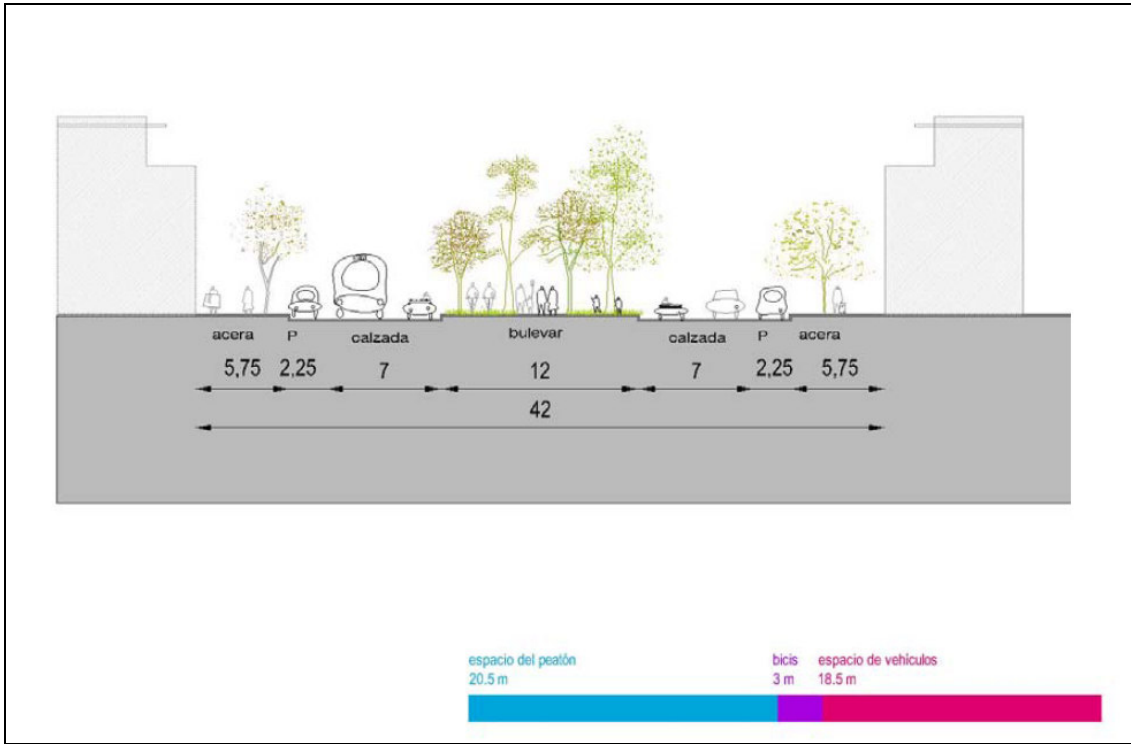 acera P calzada bulevar calzada P acera
5,75 2,25 7 12 7 2,25 5,75
42
espacio del peatón bicis espacio de vehículos
20.5 m 3 m 18.5 m